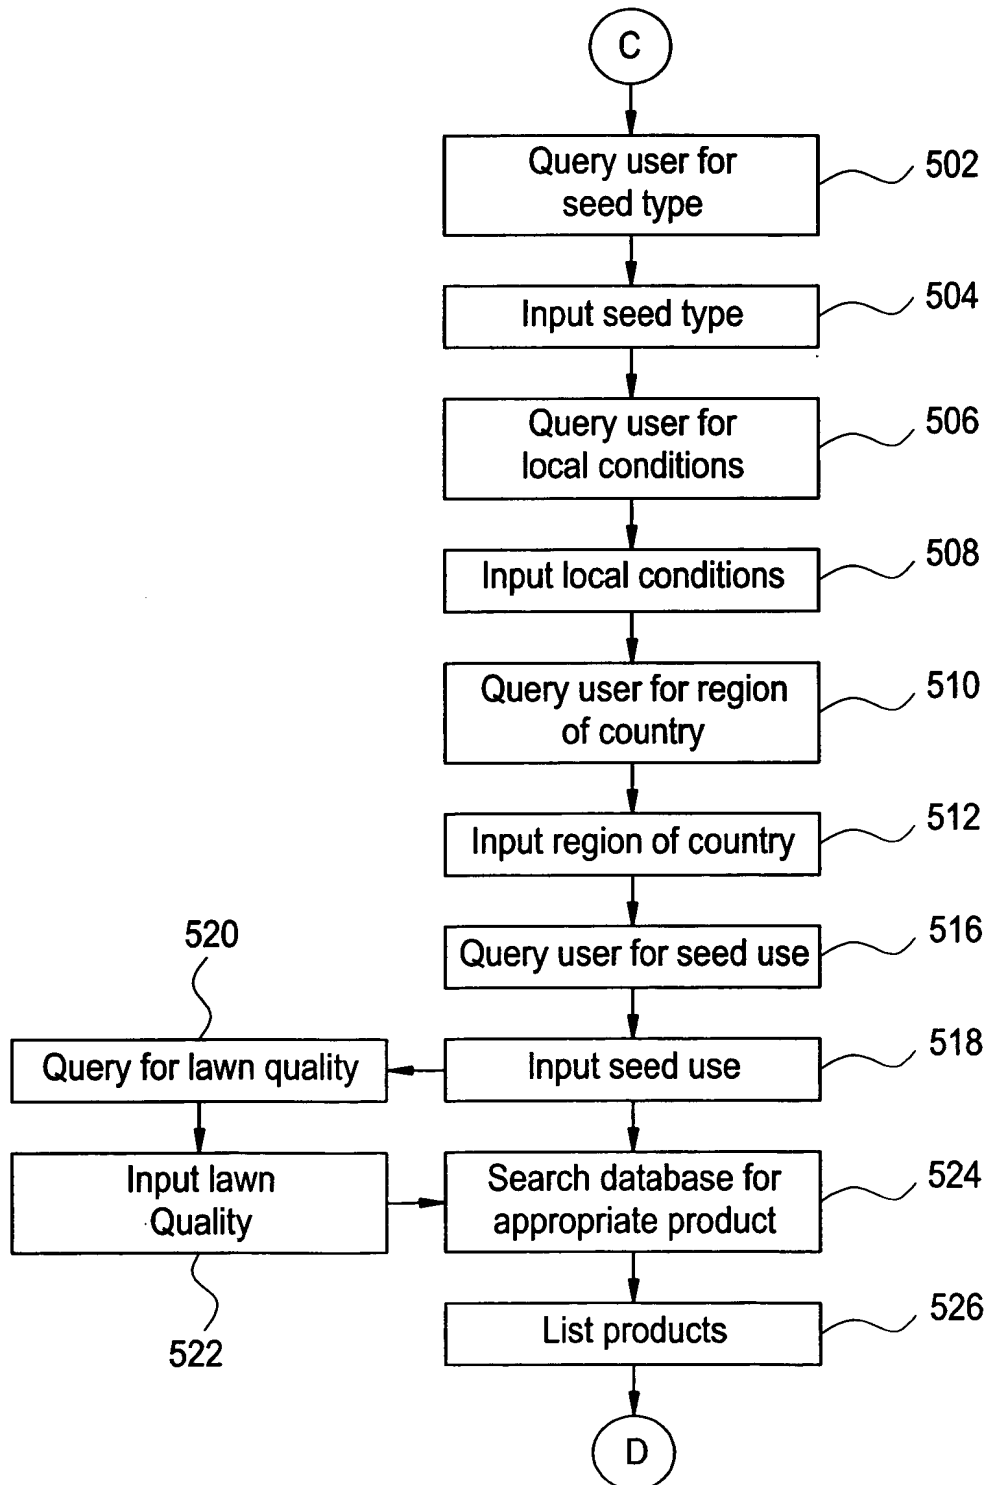 C
Query user for
seed type
502
Input seed type
504
Query user for
local conditions
506
Input local conditions
508
Query user for region
of country
510
Input region of country
512
Query user for seed use
516
Input seed use
518
520
Query for lawn quality
Input lawn
Quality
522
Search database for
appropriate product
524
List products
526
D